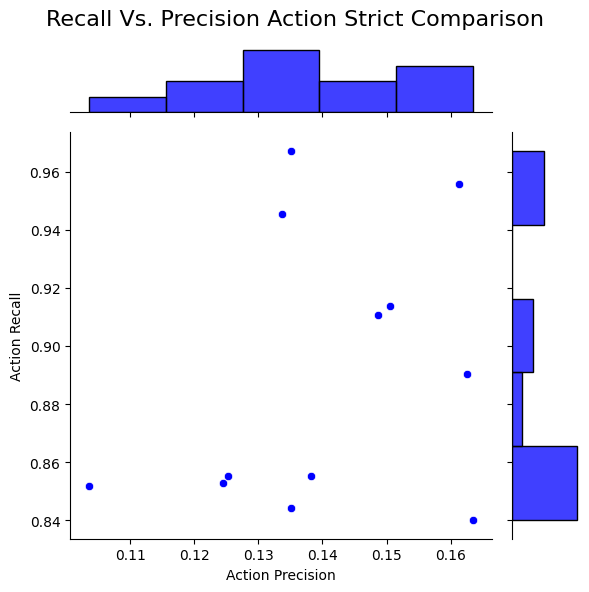 Recall Vs. Precision Action Strict Comparison
0.96
0.94
0.92
0.90
0.88
0.86
0.84
Action Recall
0.11 0.12 0.13 0.14 0.15 0.16
Action Precision